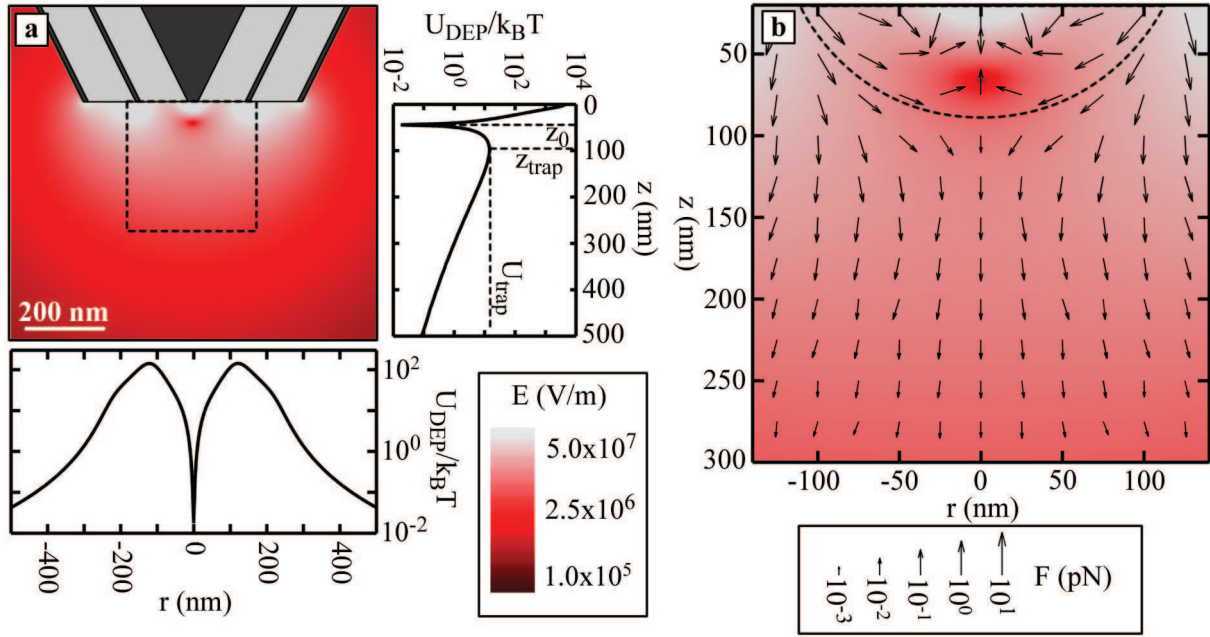 a
200 nm
U_DEP/k_BT
10^-2
10^0
10^2
10^4
0
100
200
300
400
500
z (nm)
z_0
z_trap
U_trap
10^2
10^0
10^-2
U_DEP/k_BT
-400
-200
0
200
400
r (nm)
E (V/m)
5.0x10^7
2.5x10^6
1.0x10^5
b
50
100
150
200
250
300
z (nm)
-100
-50
0
50
100
r (nm)
10^-3
10^-2
10^-1
10^0
10^1
F (pN)